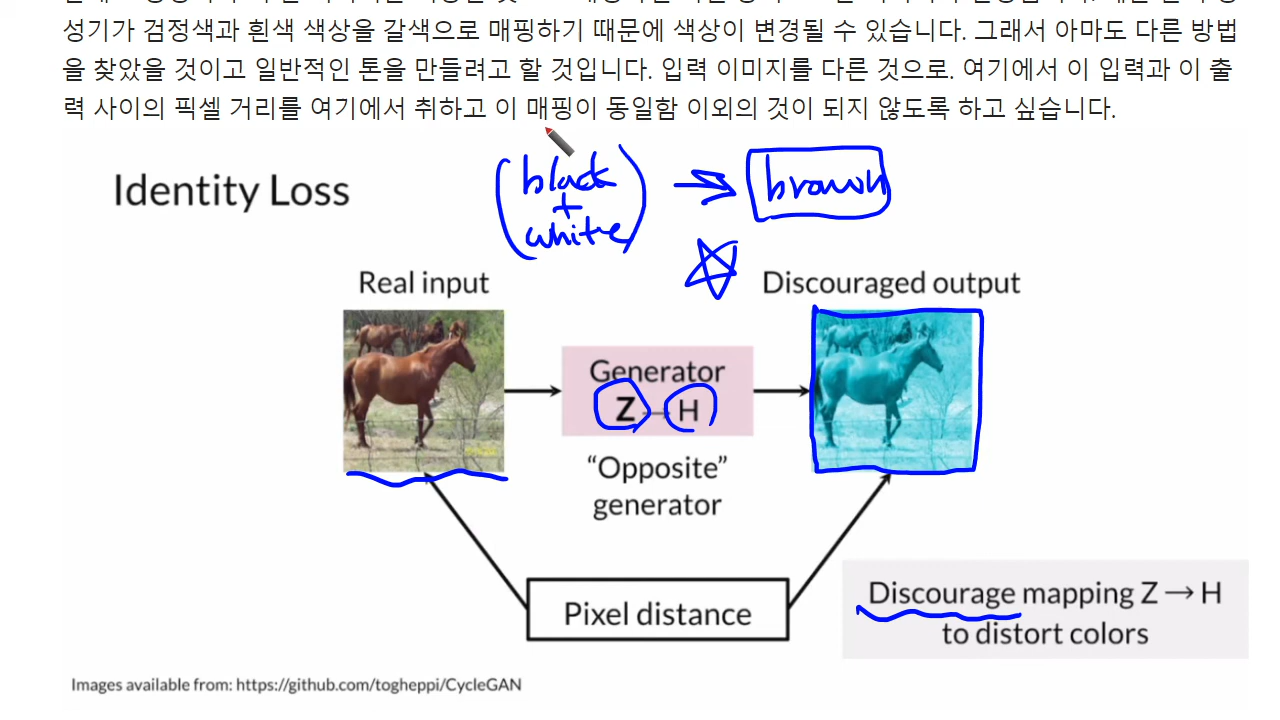 성기가 검정색과 흰색 색상을 갈색으로 매핑하기 때문에 색상이 변경될 수 있습니다. 그래서 아마도 다른 방법
을 찾았을 것이고 일반적인 톤을 만들려고 할 것입니다. 입력 이미지를 다른 것으로. 여기에서 이 입력과 이 출
력 사이의 픽셀 거리를 여기에서 취하고 이 매핑이 동일함 이외의 것이 되지 않도록 하고 싶습니다.
Identity Loss
(black
+
white)
→ brown
Real input
Discouraged output
Generator
Z → H
“Opposite”
generator
Pixel distance
Discourage mapping Z → H
to distort colors
Images available from: https://github.com/togheppi/CycleGAN